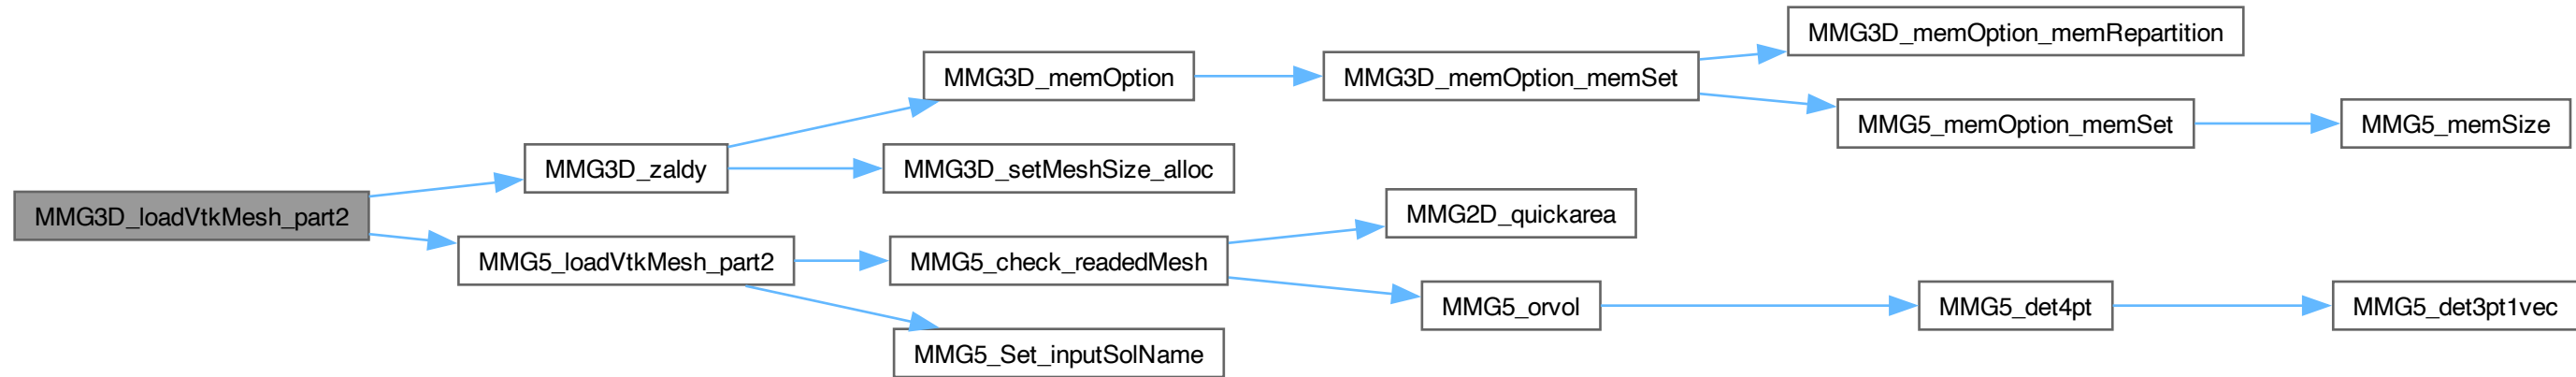 MMG3D_loadVtkMesh_part2
MMG3D_zaldy
MMG3D_memOption
MMG3D_memOption_memSet
MMG3D_memOption_memRepartition
MMG5_memOption_memSet
MMG5_memSize
MMG3D_setMeshSize_alloc
MMG5_loadVtkMesh_part2
MMG5_check_readedMesh
MMG2D_quickarea
MMG5_orvol
MMG5_det4pt
MMG5_det3pt1vec
MMG5_Set_inputSolName